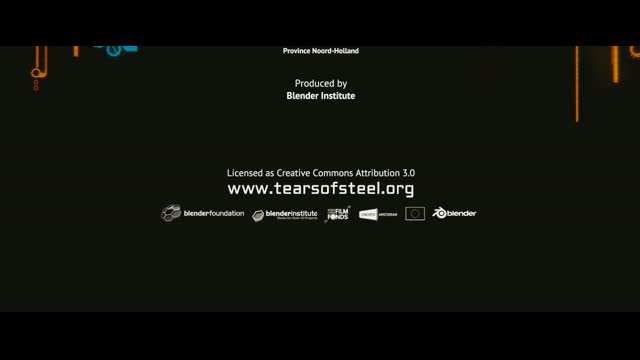 Province Noord-Holland
Produced by
Blender Institute
Licensed as Creative Commons Attribution 3.0
www.tearsofsteel.org
blenderfoundation
blenderinstitute
FILM
FONDS
AMSTERDAM
blender